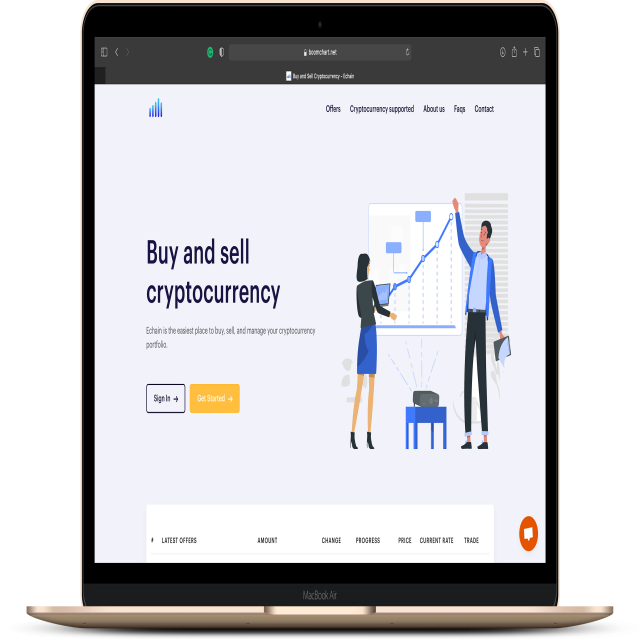 boomchart.net
Buy and Sell Cryptocurrency - Echain
Offers Cryptocurrency supported About us Faqs Contact
Buy and sell
cryptocurrency
Echain is the easiest place to buy, sell, and manage your cryptocurrency
portfolio.
Sign In → Get Started →
# LATEST OFFERS AMOUNT CHANGE PROGRESS PRICE CURRENT RATE TRADE
MacBook Air